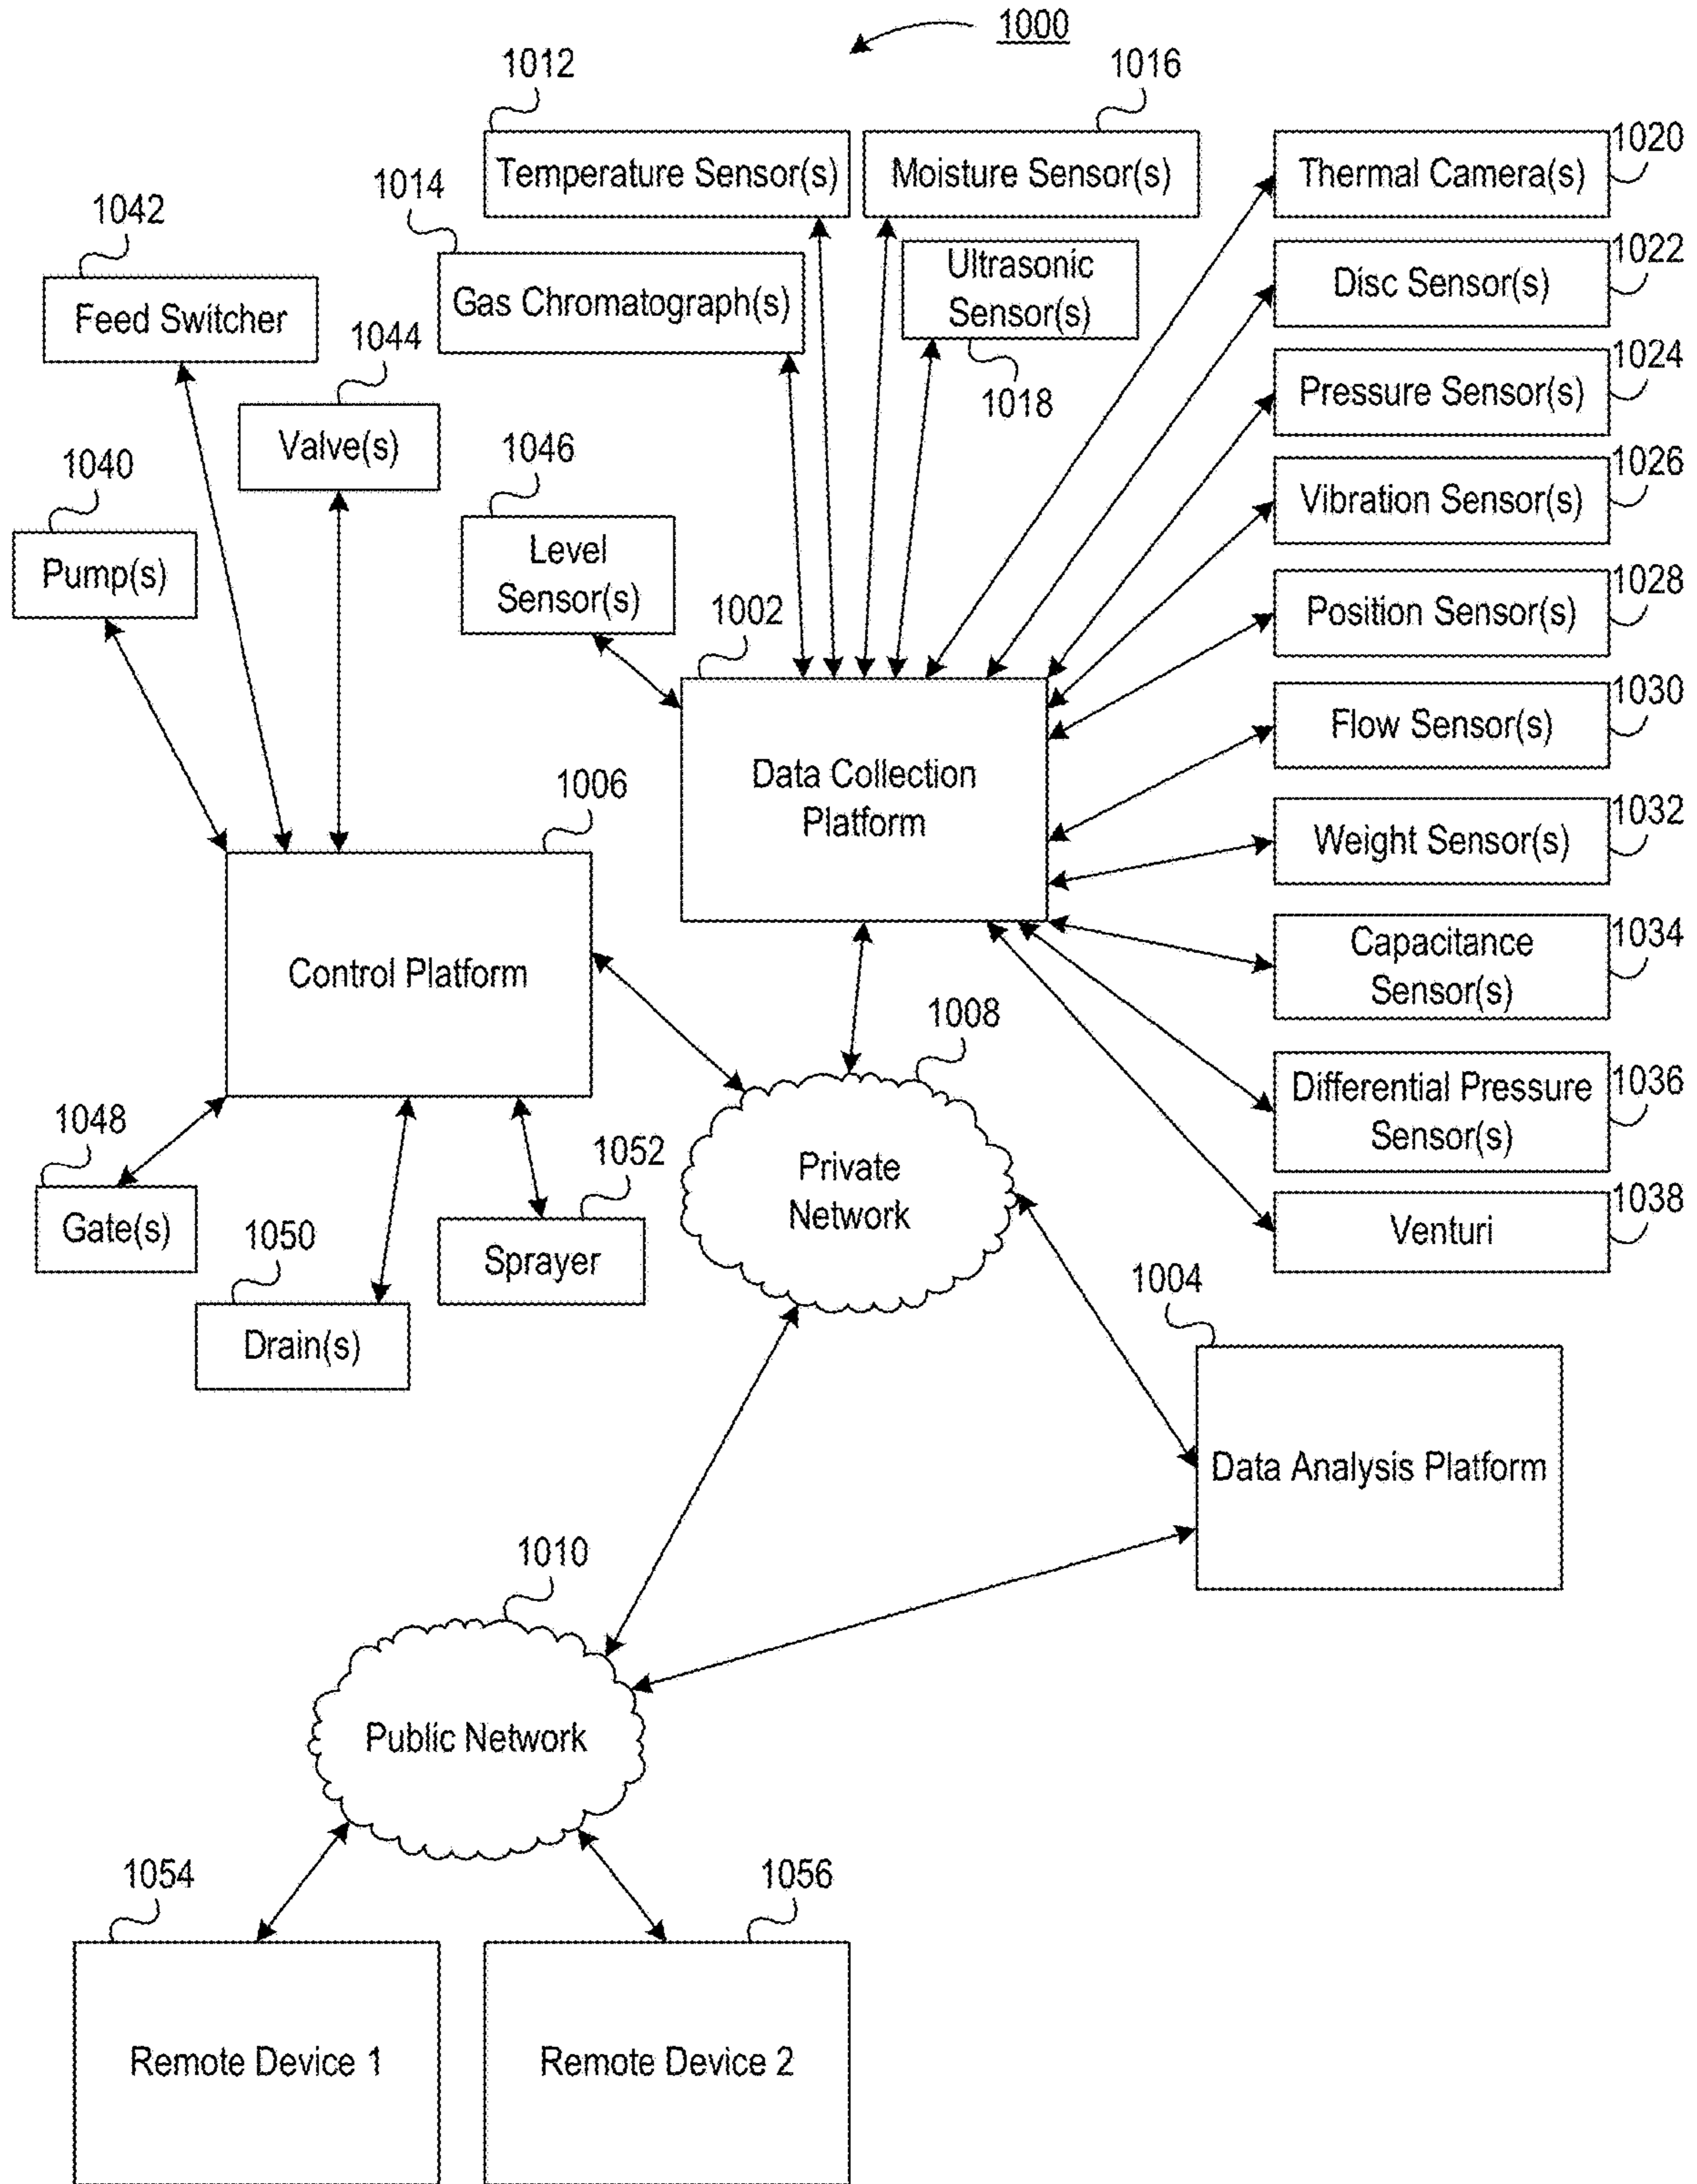 1000
1012
1016
Temperature Sensor(s)
Moisture Sensor(s)
Thermal Camera(s)
1020
1014
1042
Gas Chromatograph(s)
Ultrasonic
Sensor(s)
1018
Disc Sensor(s)
1022
Feed Switcher
1044
Valve(s)
Pressure Sensor(s)
1024
1040
Pump(s)
1046
Level
Sensor(s)
Vibration Sensor(s)
1026
1002
Position Sensor(s)
1028
Data Collection
Platform
Flow Sensor(s)
1030
1006
Control Platform
Weight Sensor(s)
1032
Capacitance
Sensor(s)
1034
1008
Private
Network
Differential Pressure
Sensor(s)
1036
1048
Gate(s)
1052
Sprayer
Venturi
1038
1050
Drain(s)
1004
Data Analysis Platform
1010
Public Network
1054
1056
Remote Device 1
Remote Device 2